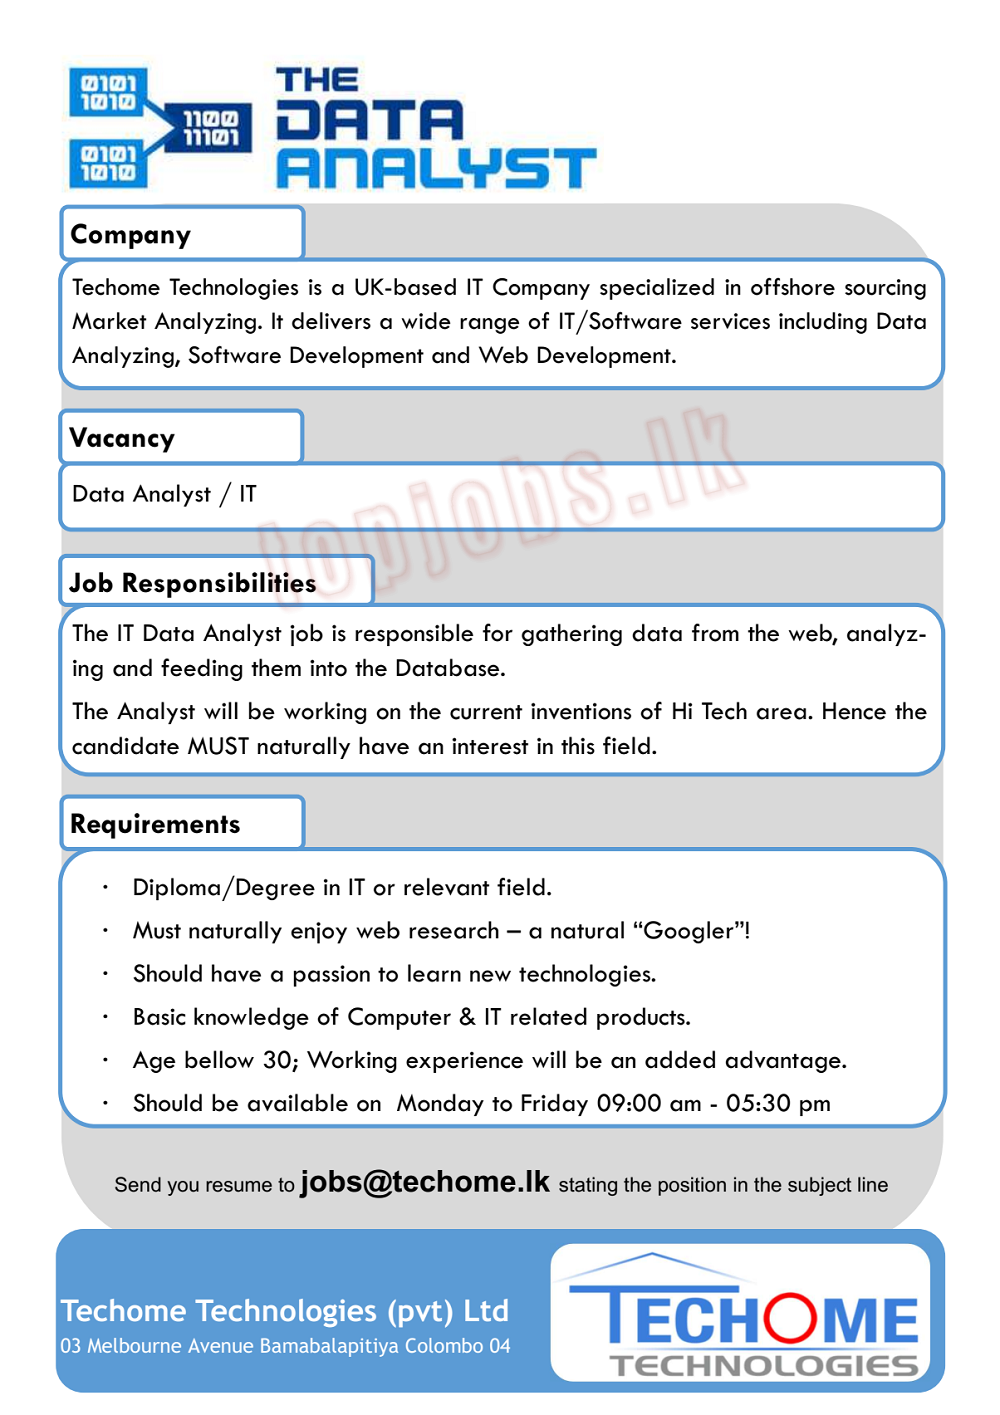 0101
1010
1100
11101
0101
1010
THE
DATA
ANALYST
Company
Techome Technologies is a UK-based IT Company specialized in offshore sourcing
Market Analyzing. It delivers a wide range of IT/Software services including Data
Analyzing, Software Development and Web Development.
Vacancy
Data Analyst / IT
topjobs.lk
Job Responsibilities
The IT Data Analyst job is responsible for gathering data from the web, analyz-
ing and feeding them into the Database.
The Analyst will be working on the current inventions of Hi Tech area. Hence the
candidate MUST naturally have an interest in this field.
Requirements
· Diploma/Degree in IT or relevant field.
· Must naturally enjoy web research – a natural “Googler”!
· Should have a passion to learn new technologies.
· Basic knowledge of Computer & IT related products.
· Age bellow 30; Working experience will be an added advantage.
· Should be available on  Monday to Friday 09:00 am - 05:30 pm
Send you resume to jobs@techome.lk stating the position in the subject line
Techome Technologies (pvt) Ltd
03 Melbourne Avenue Bamabalapitiya Colombo 04
TECHOME
TECHNOLOGIES